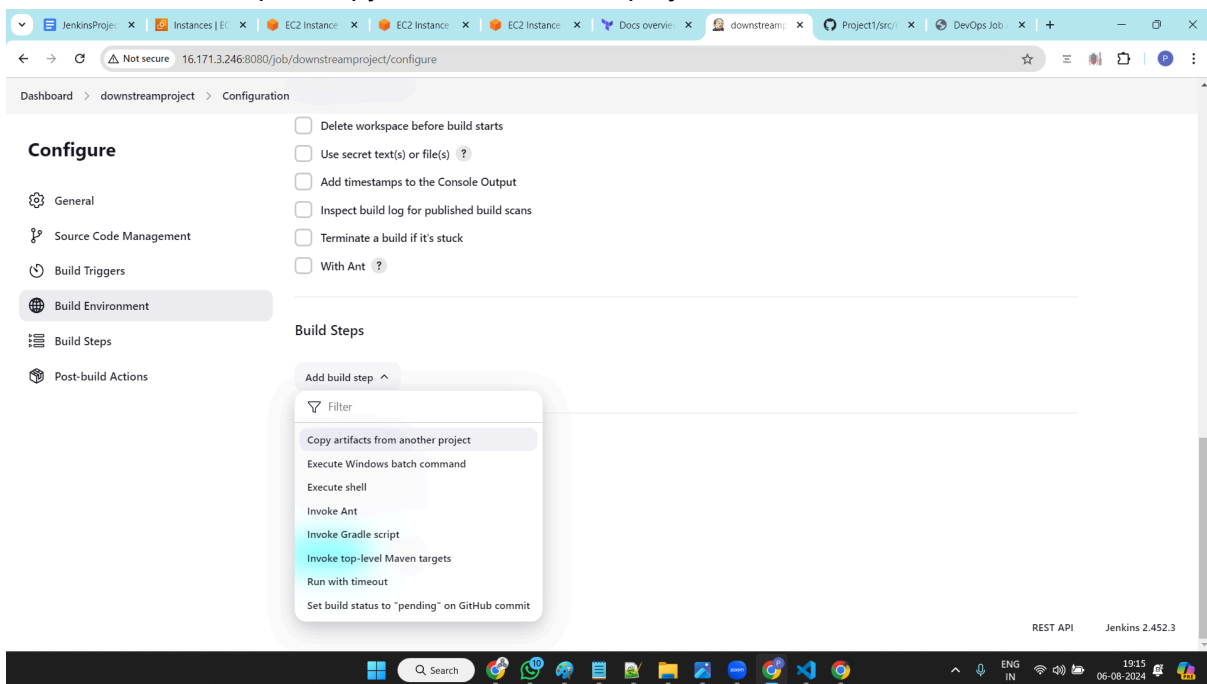 JenkinsProjec
Instances | EC
EC2 Instance
EC2 Instance
EC2 Instance
Docs overvie
downstreamp
Project1/src/
DevOps Job
Not secure 16.171.3.246:8080/job/downstreamproject/configure
P
Dashboard > downstreamproject > Configuration
Configure
General
Source Code Management
Build Triggers
Build Environment
Build Steps
Post-build Actions
Delete workspace before build starts
Use secret text(s) or file(s) ?
Add timestamps to the Console Output
Inspect build log for published build scans
Terminate a build if it's stuck
With Ant ?
Build Steps
Add build step
Filter
Copy artifacts from another project
Execute Windows batch command
Execute shell
Invoke Ant
Invoke Gradle script
Invoke top-level Maven targets
Run with timeout
Set build status to "pending" on GitHub commit
REST API Jenkins 2.452.3
Search
10
ENG
IN
19:15
06-08-2024
PRE